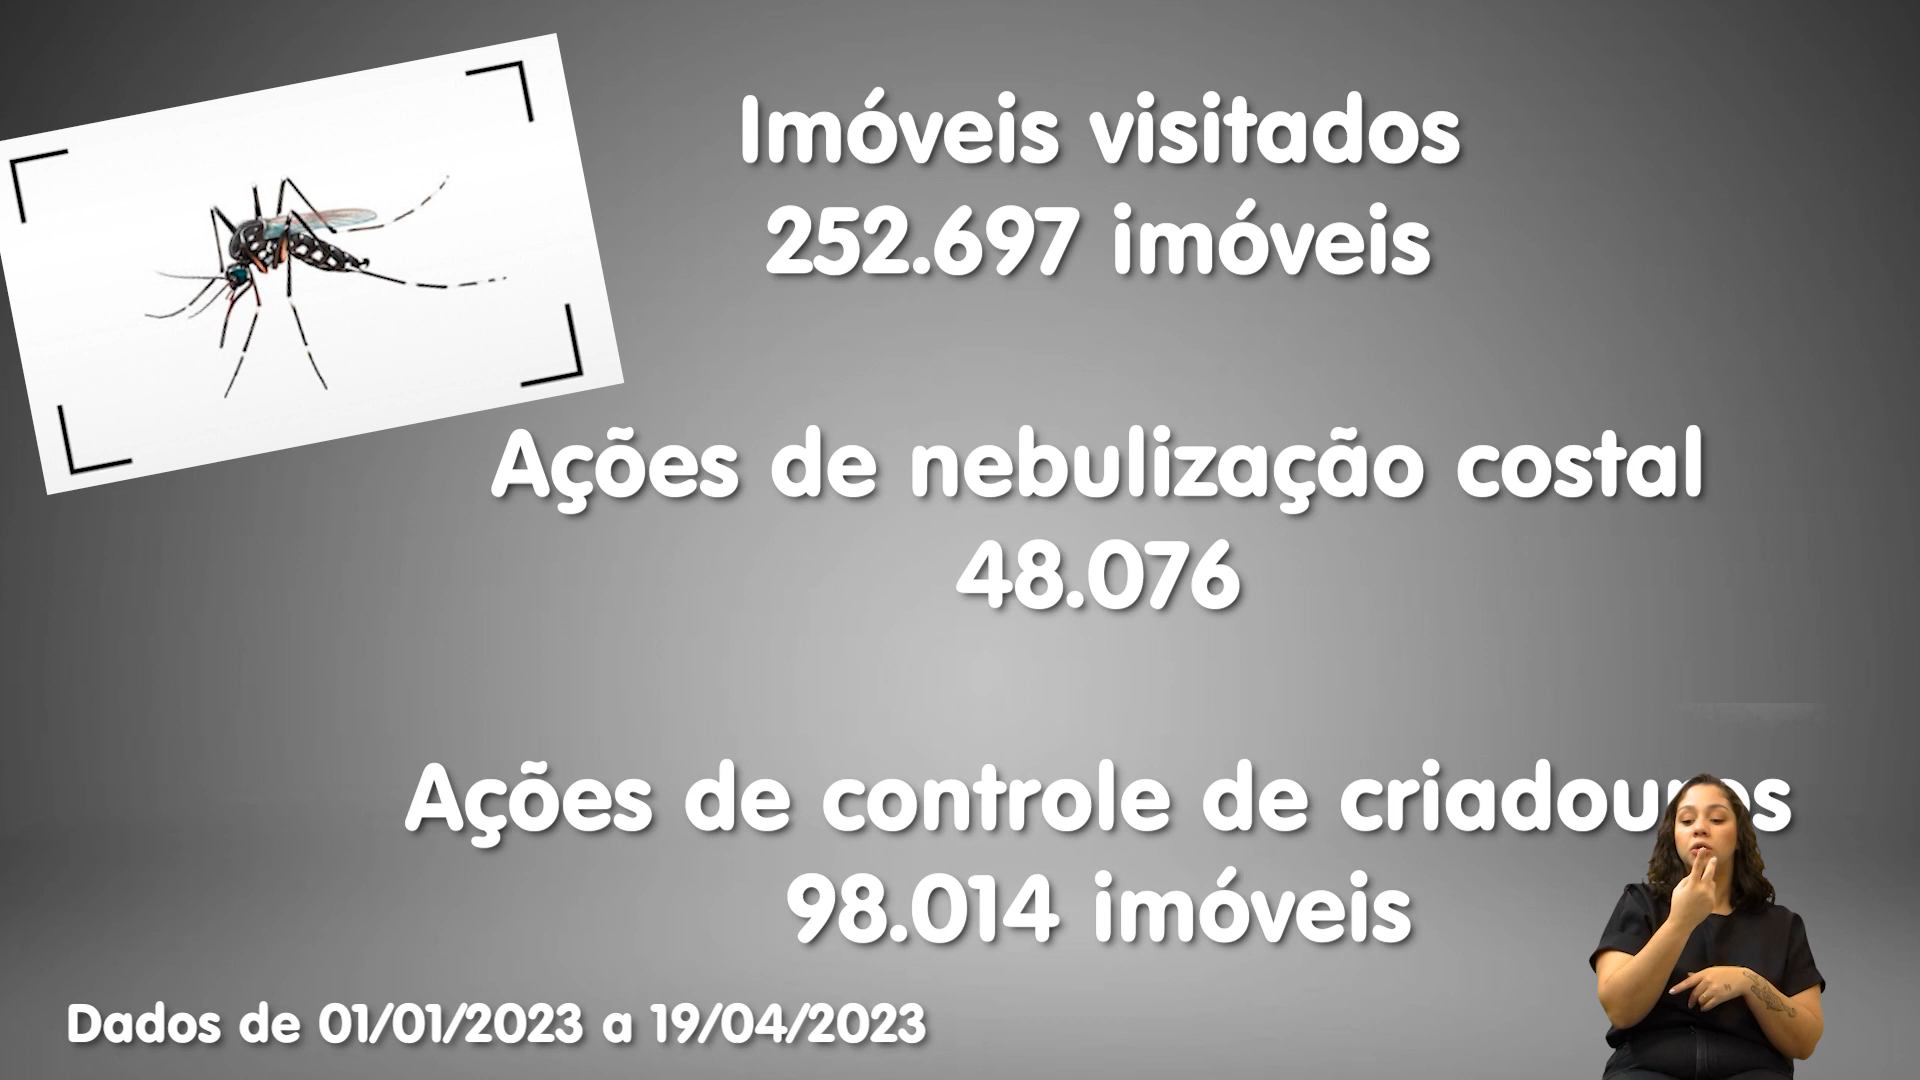 Imóveis visitados
252.697 imóveis
Ações de nebulização costal
48.076
Ações de controle de criadouros
98.014 imóveis
Dados de 01/01/2023 a 19/04/2023